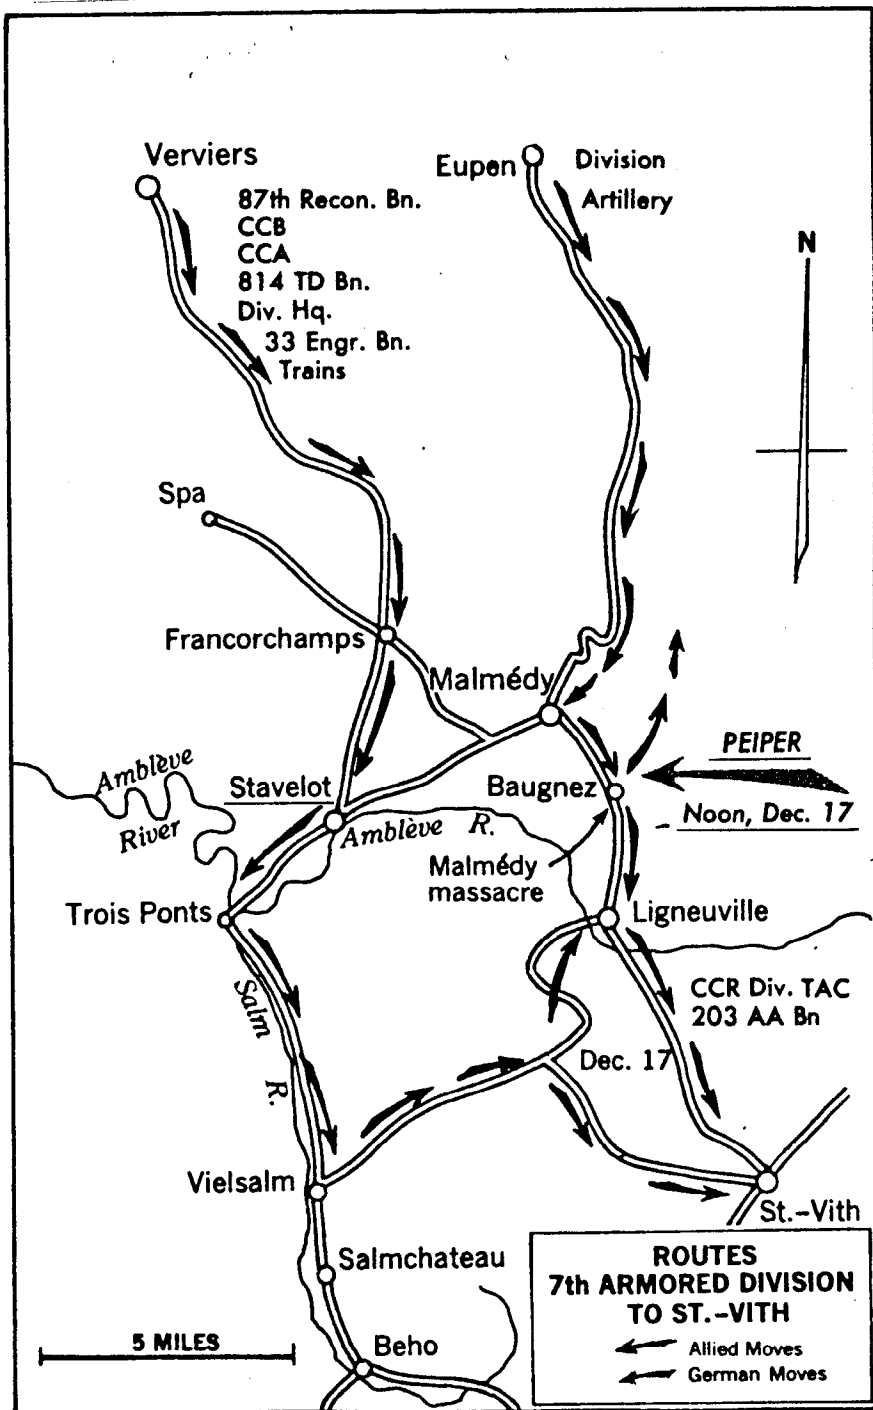 Verviers
87th Recon. Bn.
CCB
CCA
814 TD Bn.
Div. Hq.
33 Engr. Bn.
Trains
Eupen
Division
Artillery
N
Spa
Francorchamps
Malmédy
PEIPER
Noon, Dec. 17
Baugnez
Malmédy
massacre
Amblève
River
Stavelot
Amblève R.
Trois Ponts
Ligneuville
CCR Div. TAC
203 AA Bn
Salm
R.
Dec. 17
Vielsalm
St.-Vith
Salmchateau
Beho
5 MILES
ROUTES
7th ARMORED DIVISION
TO ST.-VITH
Allied Moves
German Moves